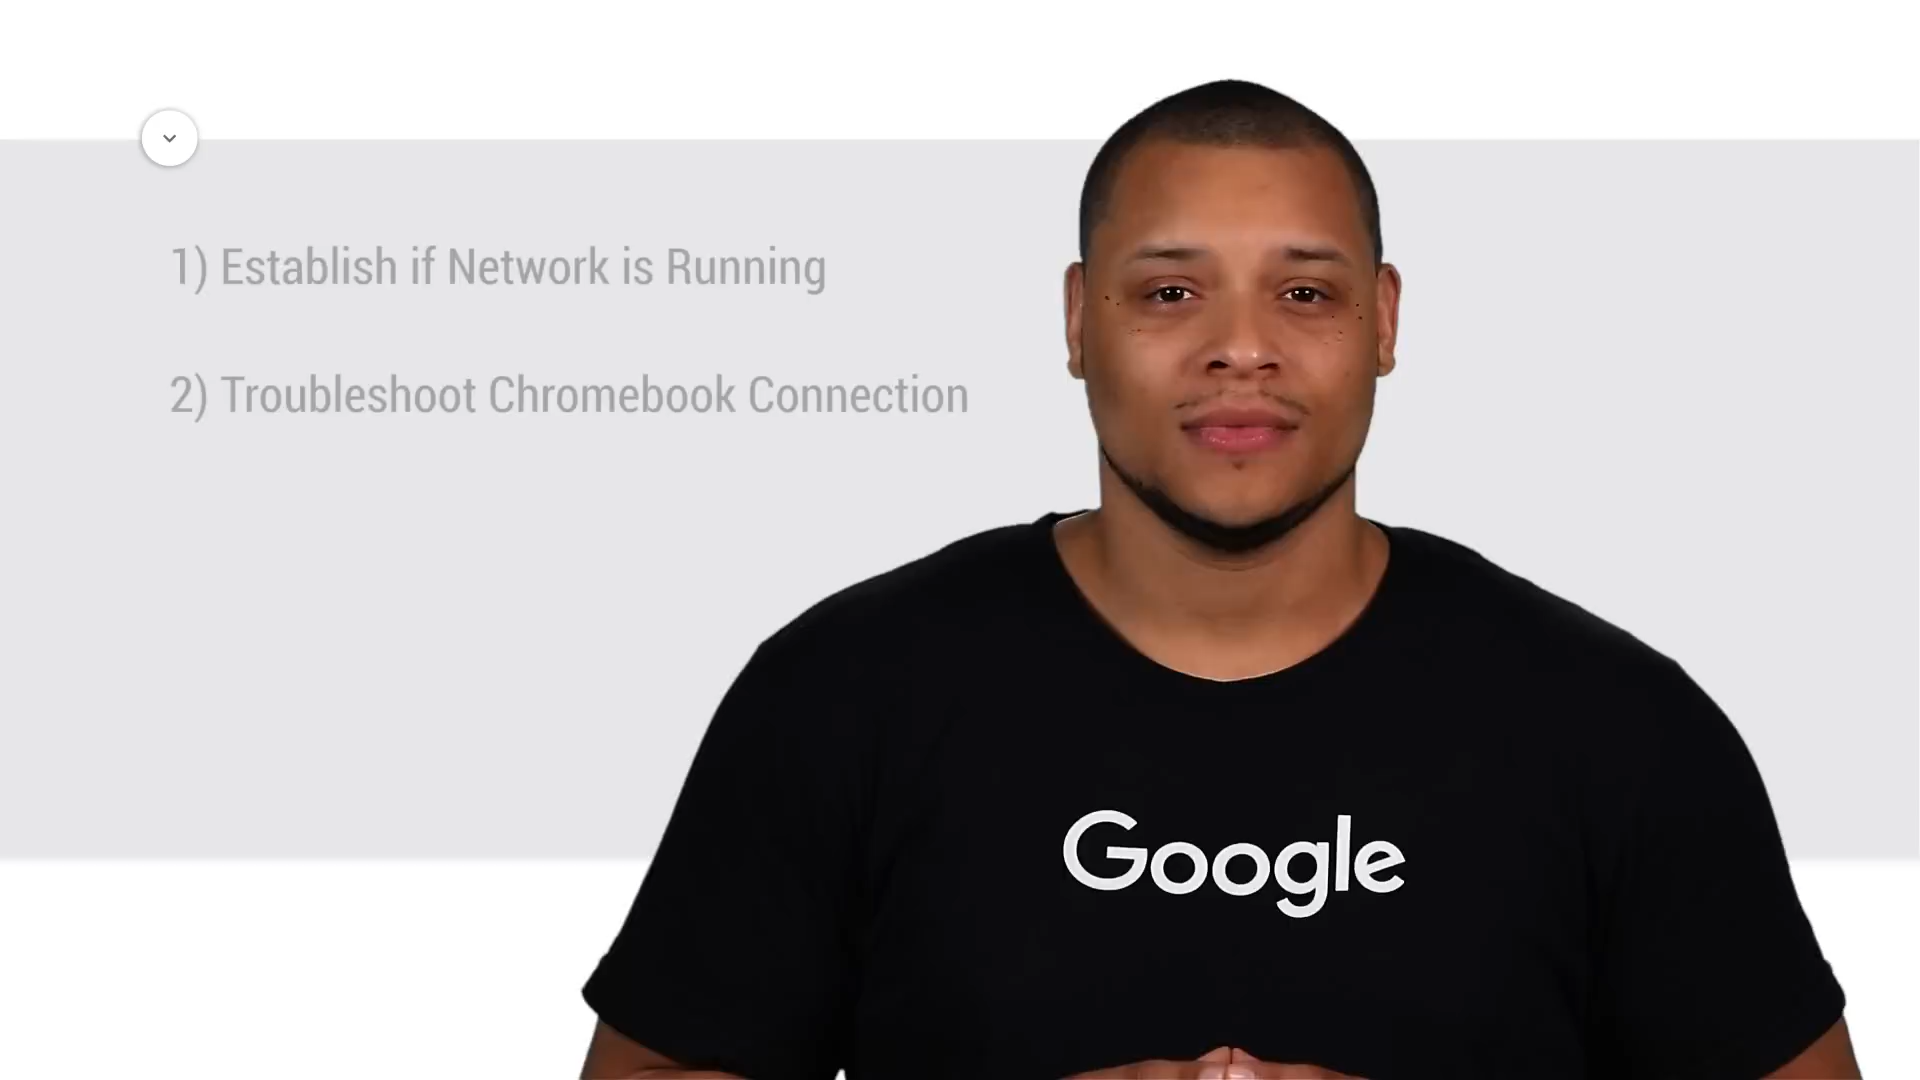 1) Establish if Network is Running
2) Troubleshoot Chromebook Connection
Google